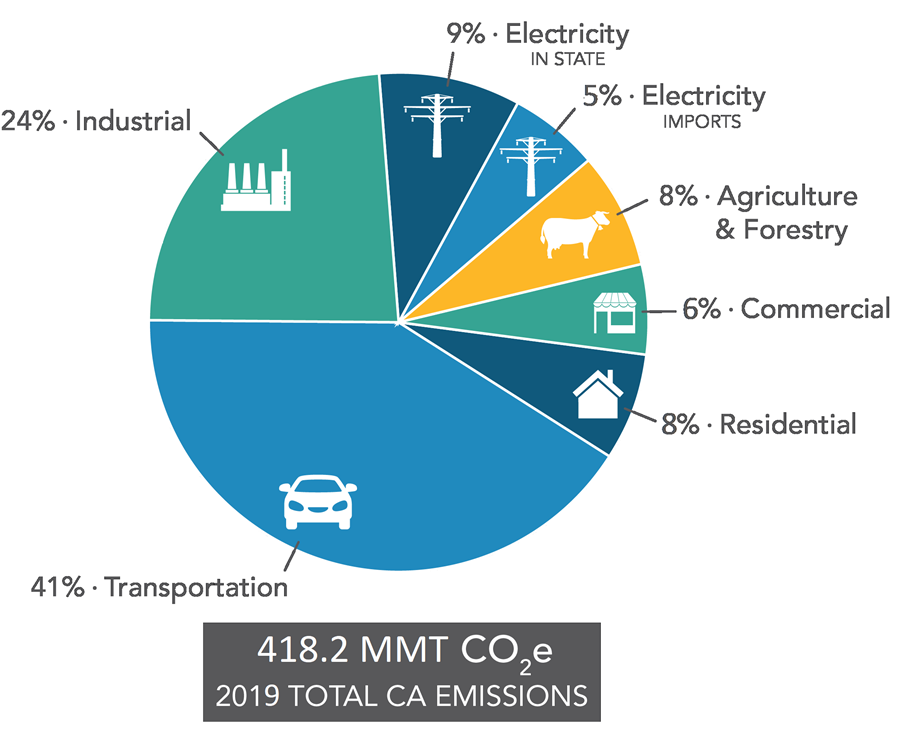 9% · Electricity
IN STATE
5% · Electricity
IMPORTS
24% · Industrial
8% · Agriculture
& Forestry
6% · Commercial
8% · Residential
41% · Transportation
418.2 MMT CO₂e
2019 TOTAL CA EMISSIONS